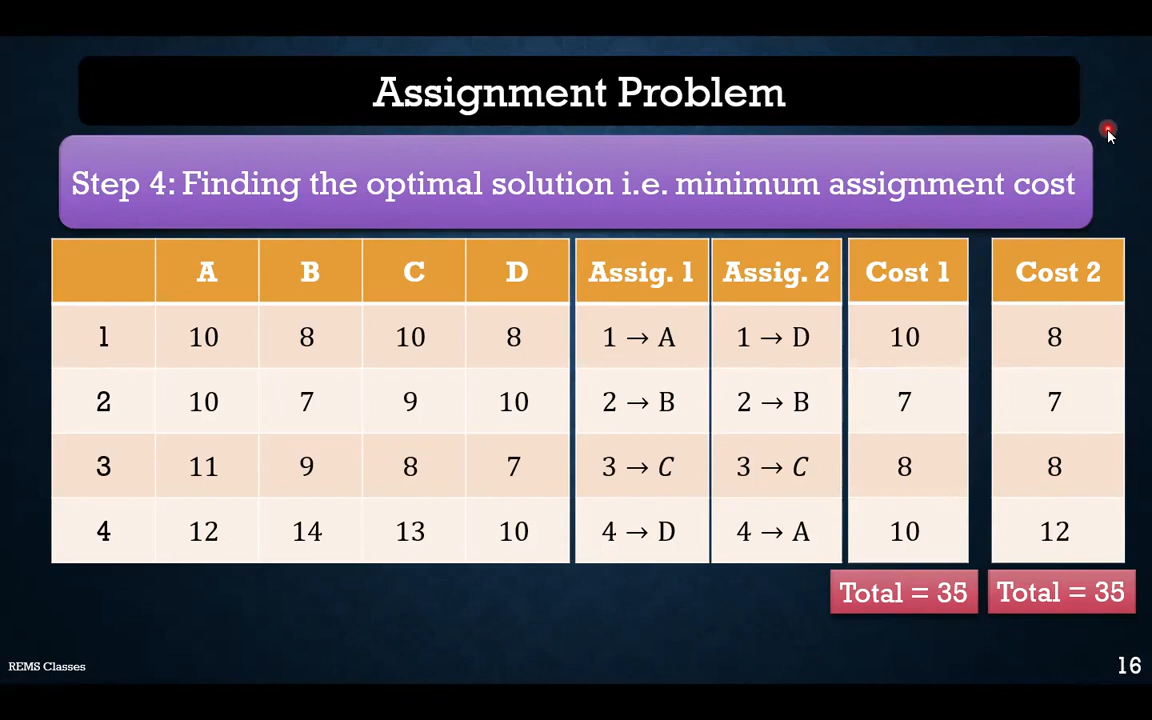 Assignment Problem
Step 4: Finding the optimal solution i.e. minimum assignment cost
A B C D Assig. 1 Assig. 2 Cost 1 Cost 2
1 10 8 10 8 1 → A 1 → D 10 8
2 10 7 9 10 2 → B 2 → B 7 7
3 11 9 8 7 3 → C 3 → C 8 8
4 12 14 13 10 4 → D 4 → A 10 12
Total = 35 Total = 35
REMS Classes 16